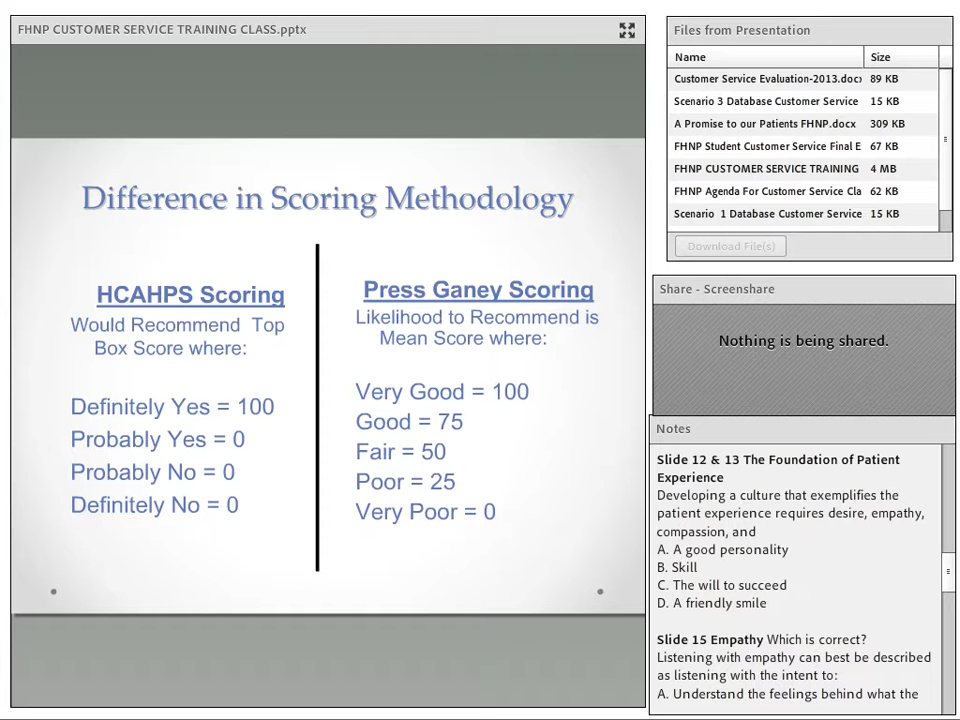 FHNP CUSTOMER SERVICE TRAINING CLASS.pptx
Difference in Scoring Methodology
HCAHPS Scoring
Would Recommend Top
Box Score where:
Definitely Yes = 100
Probably Yes = 0
Probably No = 0
Definitely No = 0
Press Ganey Scoring
Likelihood to Recommend is
Mean Score where:
Very Good = 100
Good = 75
Fair = 50
Poor = 25
Very Poor = 0
Files from Presentation
Name Size
Customer Service Evaluation-2013.docx 89 KB
Scenario 3 Database Customer Service 15 KB
A Promise to our Patients FHNP.docx 309 KB
FHNP Student Customer Service Final E 67 KB
FHNP CUSTOMER SERVICE TRAINING 4 MB
FHNP Agenda For Customer Service Cla 62 KB
Scenario 1 Database Customer Service 15 KB
Download File(s)
Share - Screenshare
Nothing is being shared.
Notes
Slide 12 & 13 The Foundation of Patient
Experience
Developing a culture that exemplifies the
patient experience requires desire, empathy,
compassion, and
A. A good personality
B. Skill
C. The will to succeed
D. A friendly smile
Slide 15 Empathy Which is correct?
Listening with empathy can best be described
as listening with the intent to:
A. Understand the feelings behind what the